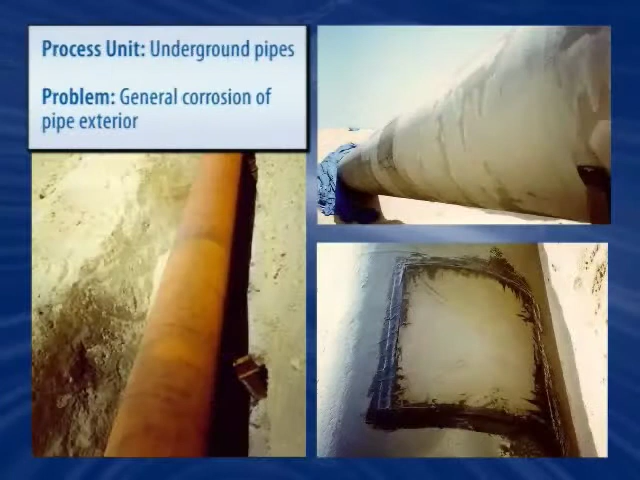 Process Unit: Underground pipes
Problem: General corrosion of
pipe exterior